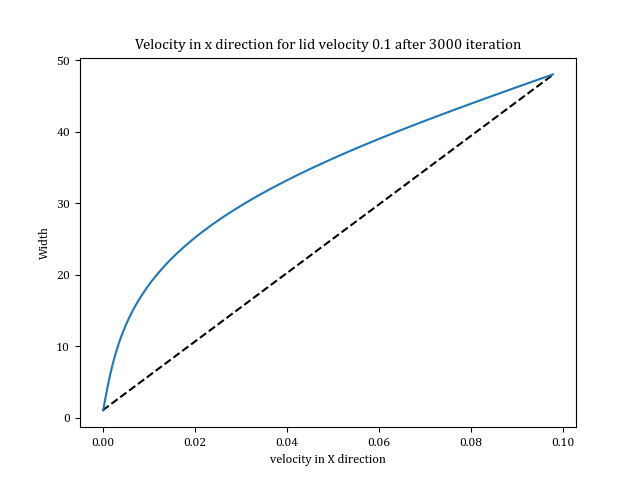 Velocity in x direction for lid velocity 0.1 after 3000 iteration
50
40
30
20
10
0
Width
0.00 0.02 0.04 0.06 0.08 0.10
velocity in X direction